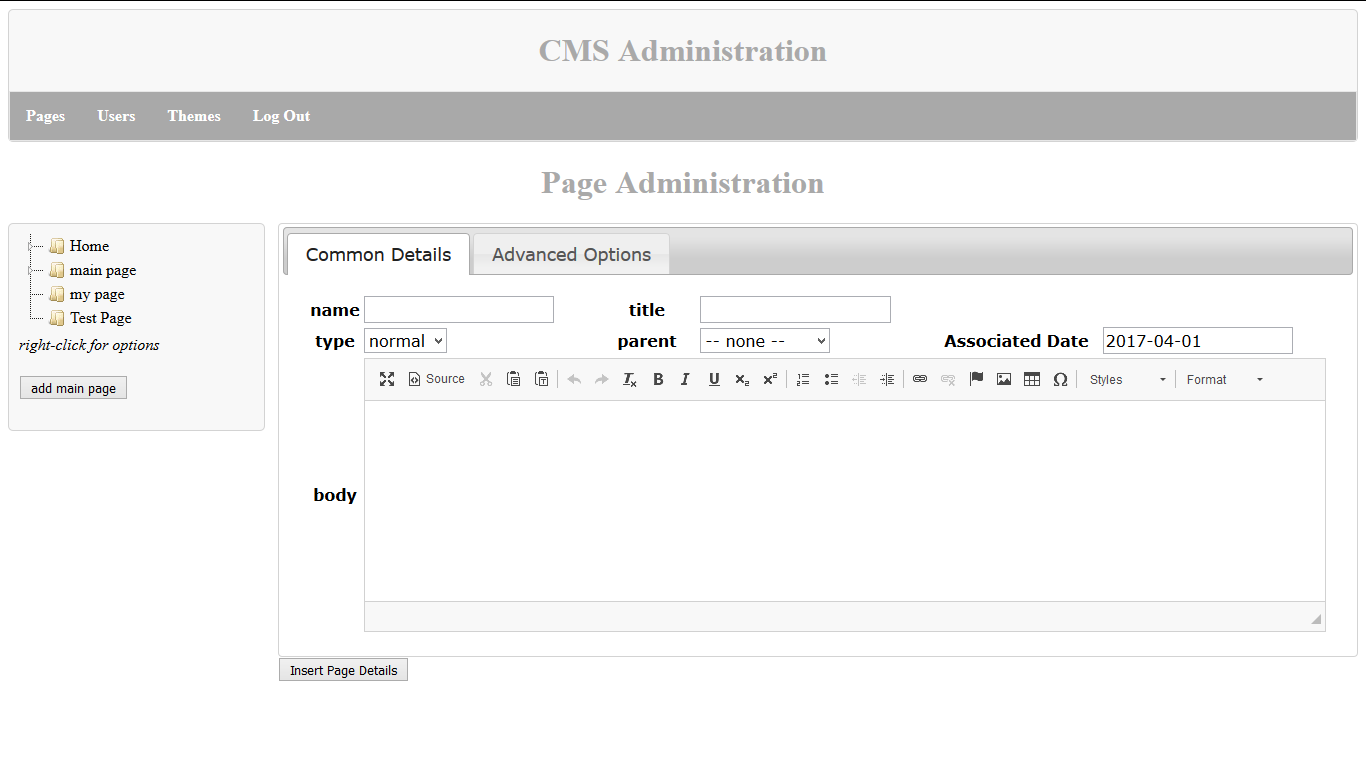 CMS Administration
Pages Users Themes Log Out
Page Administration
Home
main page
my page
Test Page
right-click for options
add main page
Common Details Advanced Options
name title
type normal parent -- none -- Associated Date 2017-04-01
Source Styles Format
body
Insert Page Details